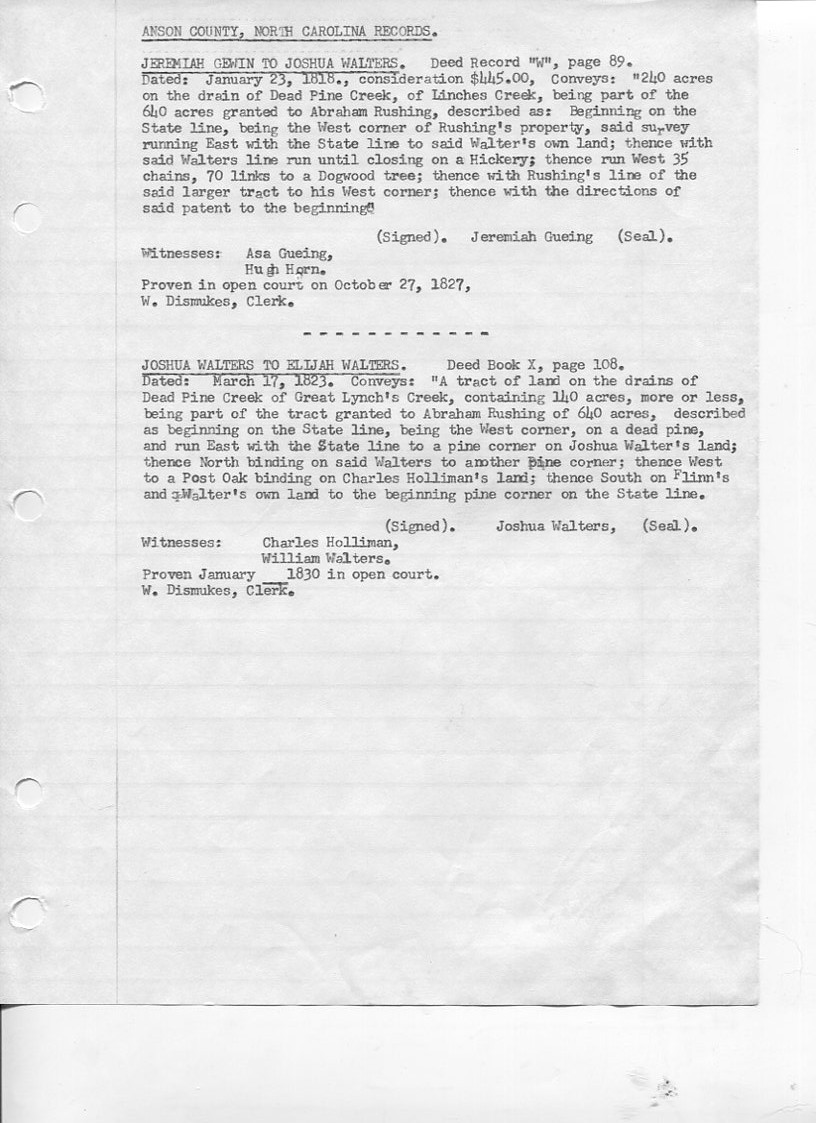 ANSON COUNTY, NORTH CAROLINA RECORDS.
JEREMIAH GEWIN TO JOSHUA WALTERS. Deed Record "W", page 89.
Dated: January 23, 1818., consideration $445.00, Conveys: "240 acres
on the drain of Dead Pine Creek, of Linches Creek, being part of the
640 acres granted to Abraham Rushing, described as: Beginning on the
State line, being the West corner of Rushing's property, said survey
running East with the State line to said Walter's own land; thence with
said Walters line run until closing on a Hickery; thence run West 35
chains, 70 links to a Dogwood tree; thence with Rushing's line of the
said larger tract to his West corner; thence with the directions of
said patent to the beginning"
(Signed). Jeremiah Gueing (Seal).
Witnesses: Asa Gueing,
Hugh Horn.
Proven in open court on October 27, 1827,
W. Dismukes, Clerk.
- - - - - - - - - - - -
JOSHUA WALTERS TO ELIJAH WALTERS. Deed Book X, page 108.
Dated: March 17, 1823. Conveys: "A tract of land on the drains of
Dead Pine Creek of Great Lynch's Creek, containing 140 acres, more or less,
being part of the tract granted to Abraham Rushing of 640 acres, described
as beginning on the State line, being the West corner, on a dead pine,
and run East with the State line to a pine corner on Joshua Walter's land;
thence North binding on said Walters to another pine corner; thence West
to a Post Oak binding on Charles Holliman's land; thence South on Flinn's
and Walter's own land to the beginning pine corner on the State line.
(Signed). Joshua Walters, (Seal).
Witnesses: Charles Holliman,
William Walters.
Proven January ___ 1830 in open court.
W. Dismukes, Clerk.